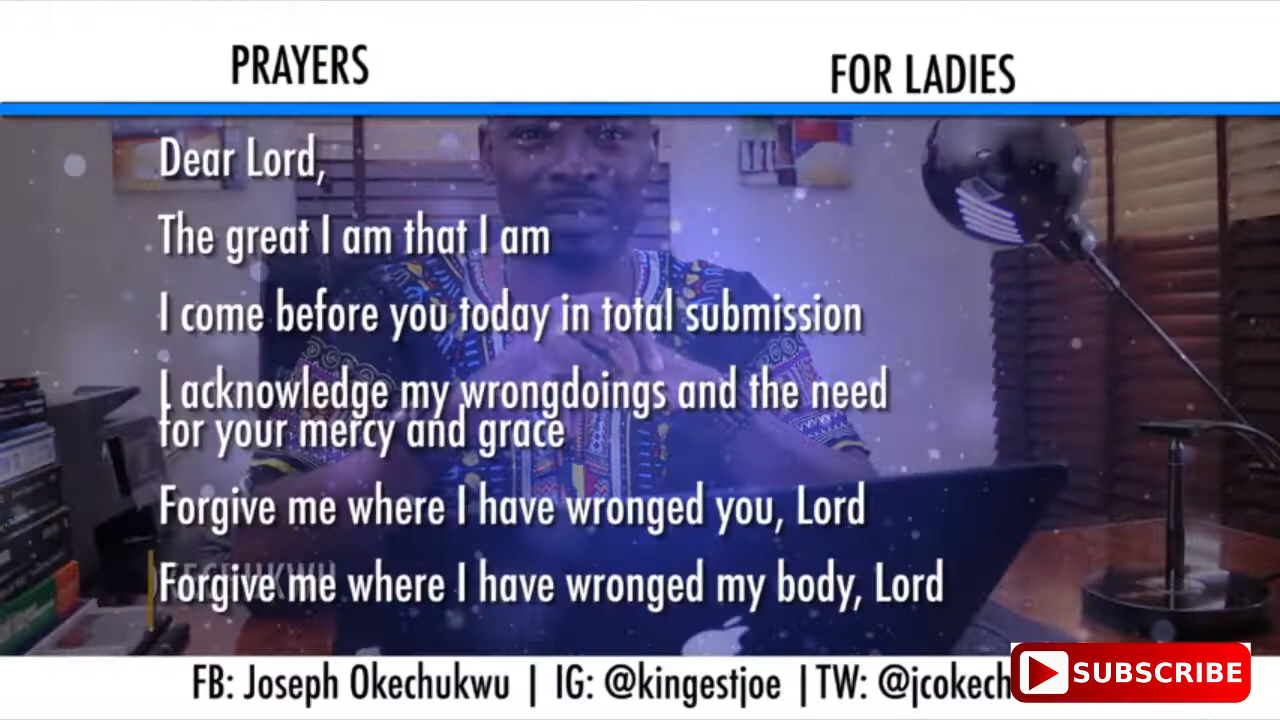 PRAYERS
FOR LADIES
Dear Lord,
The great I am that I am
I come before you today in total submission
I acknowledge my wrongdoings and the need
for your mercy and grace
Forgive me where I have wronged you, Lord
Forgive me where I have wronged my body, Lord
FB: Joseph Okechukwu | IG: @kingestjoe | TW: @jcokech
SUBSCRIBE